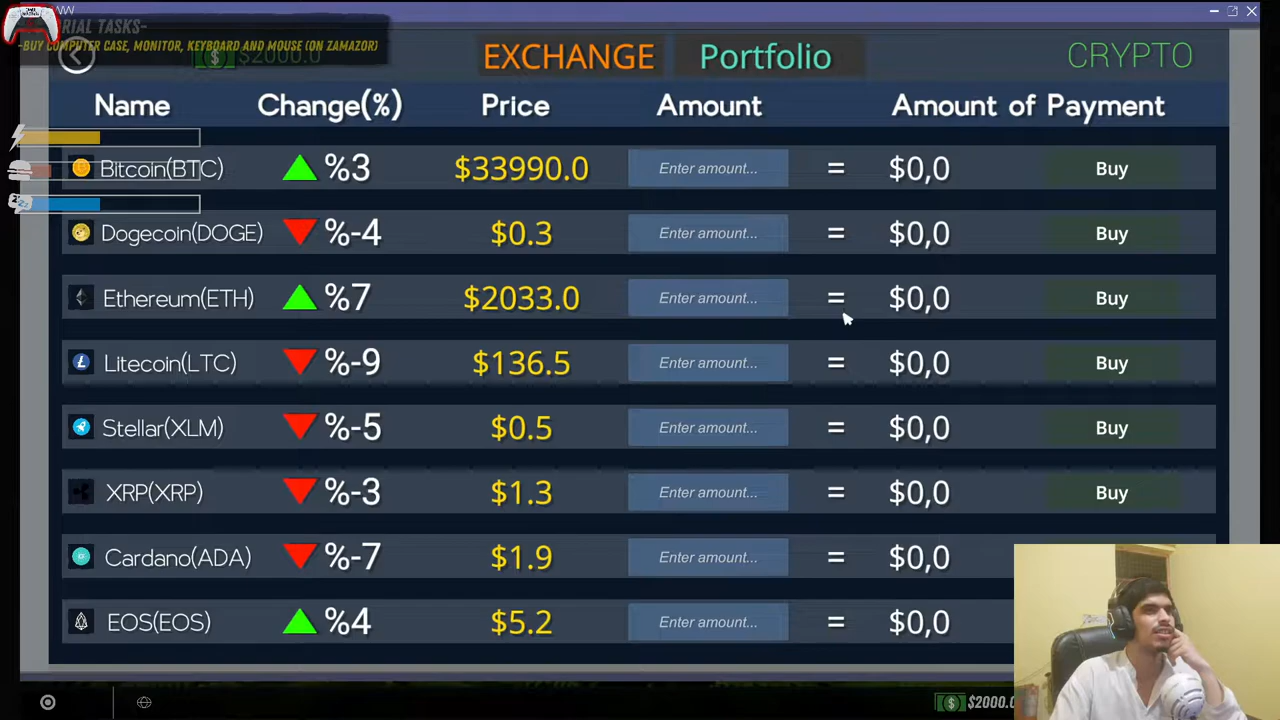 RIAL TASKS-
-BUY COMPUTER CASE, MONITOR, KEYBOARD AND MOUSE (ON ZAMAZOR)
$ $2000.0
EXCHANGE Portfolio CRYPTO
Name Change(%) Price Amount Amount of Payment
Bitcoin(BTC) %3 $33990.0 Enter amount... = $0,0 Buy
Dogecoin(DOGE) %-4 $0.3 Enter amount... = $0,0 Buy
Ethereum(ETH) %7 $2033.0 Enter amount... = $0,0 Buy
Litecoin(LTC) %-9 $136.5 Enter amount... = $0,0 Buy
Stellar(XLM) %-5 $0.5 Enter amount... = $0,0 Buy
XRP(XRP) %-3 $1.3 Enter amount... = $0,0 Buy
Cardano(ADA) %-7 $1.9 Enter amount... = $0,0
EOS(EOS) %4 $5.2 Enter amount... = $0,0
$ $2000.